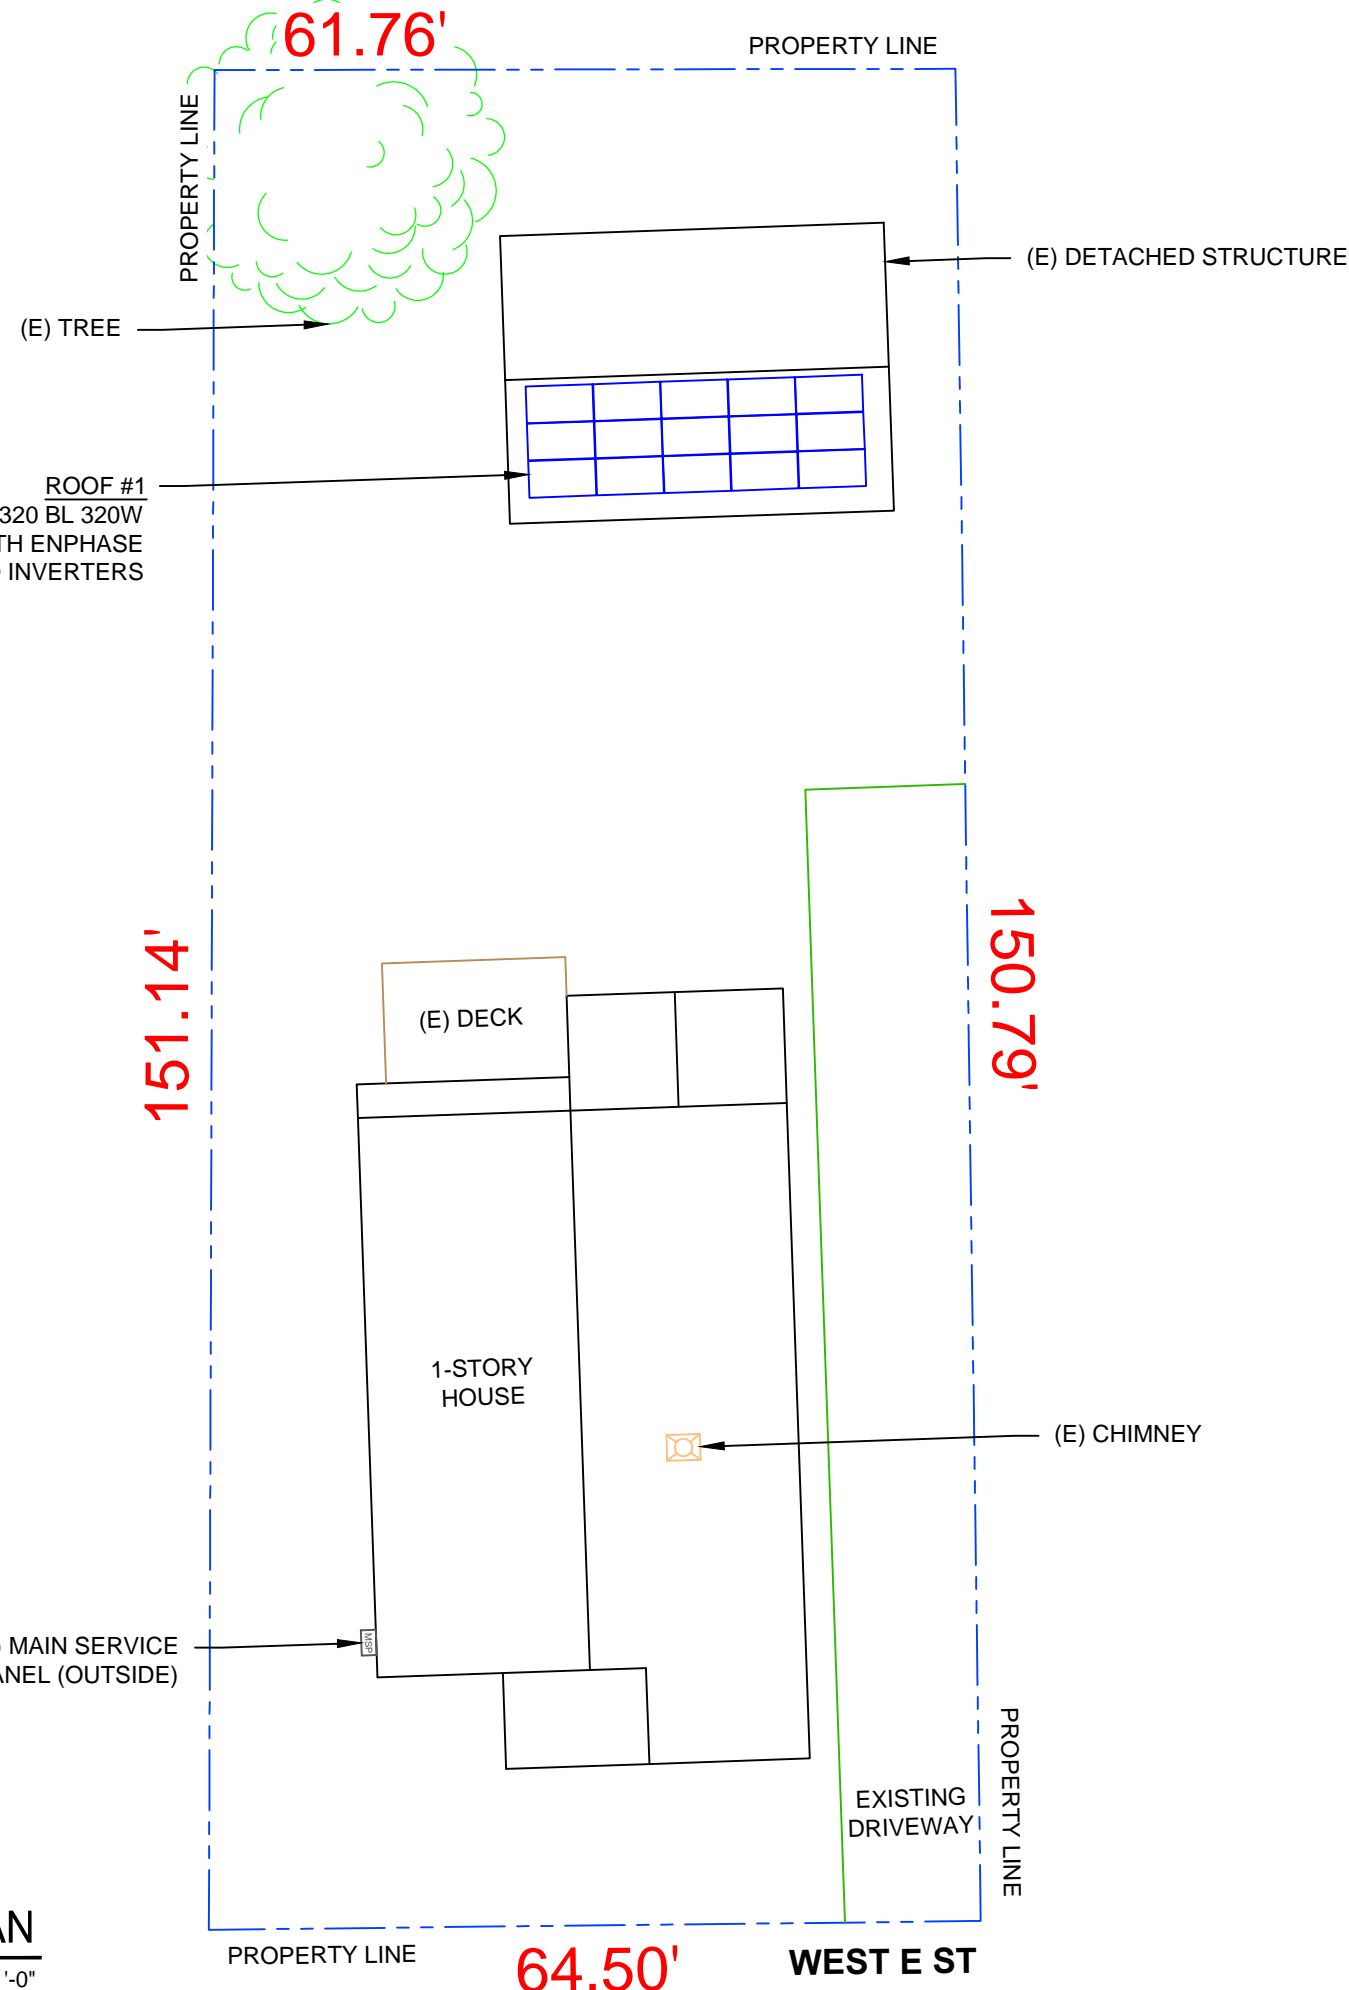 61.76'
PROPERTY LINE
PROPERTY LINE
(E) DETACHED STRUCTURE
(E) TREE
ROOF #1
320 BL 320W
ENPHASE
INVERTERS
151.14'
150.79'
(E) DECK
1-STORY
HOUSE
(E) CHIMNEY
MAIN SERVICE
MSP
(OUTSIDE)
EXISTING
DRIVEWAY
PROPERTY LINE
PROPERTY LINE
64.50'
WEST E ST
'-0"